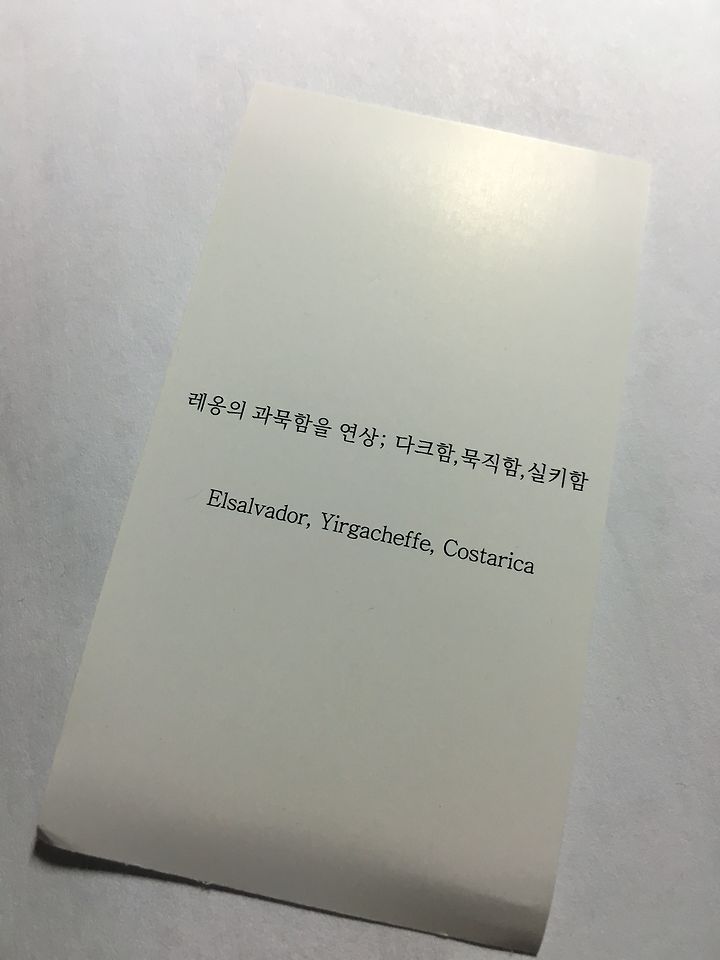 레옹의 과묵함을 연상; 다크함,묵직함,실키함
Elsalvador, Yirgacheffe, Costarica